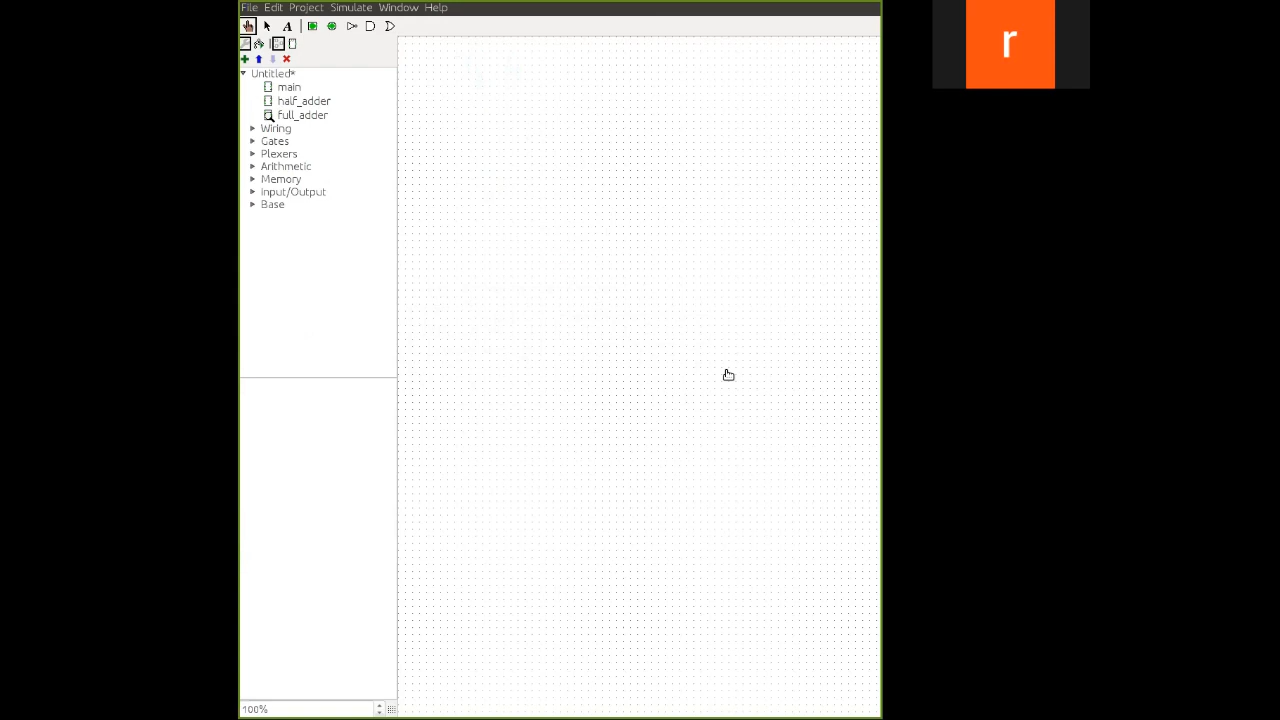 File Edit Project Simulate Window Help
A
r
Untitled*
main
half_adder
full_adder
Wiring
Gates
Plexers
Arithmetic
Memory
Input/Output
Base
100%